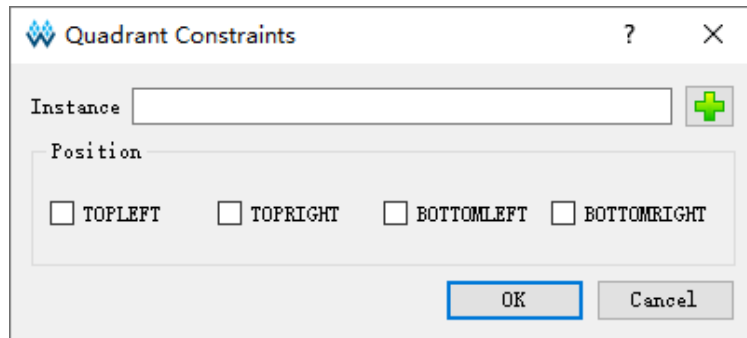 Quadrant Constraints ?
Instance
Position
TOPLEFT TOPRIGHT BOTTOMLEFT BOTTOMRIGHT
OK Cancel